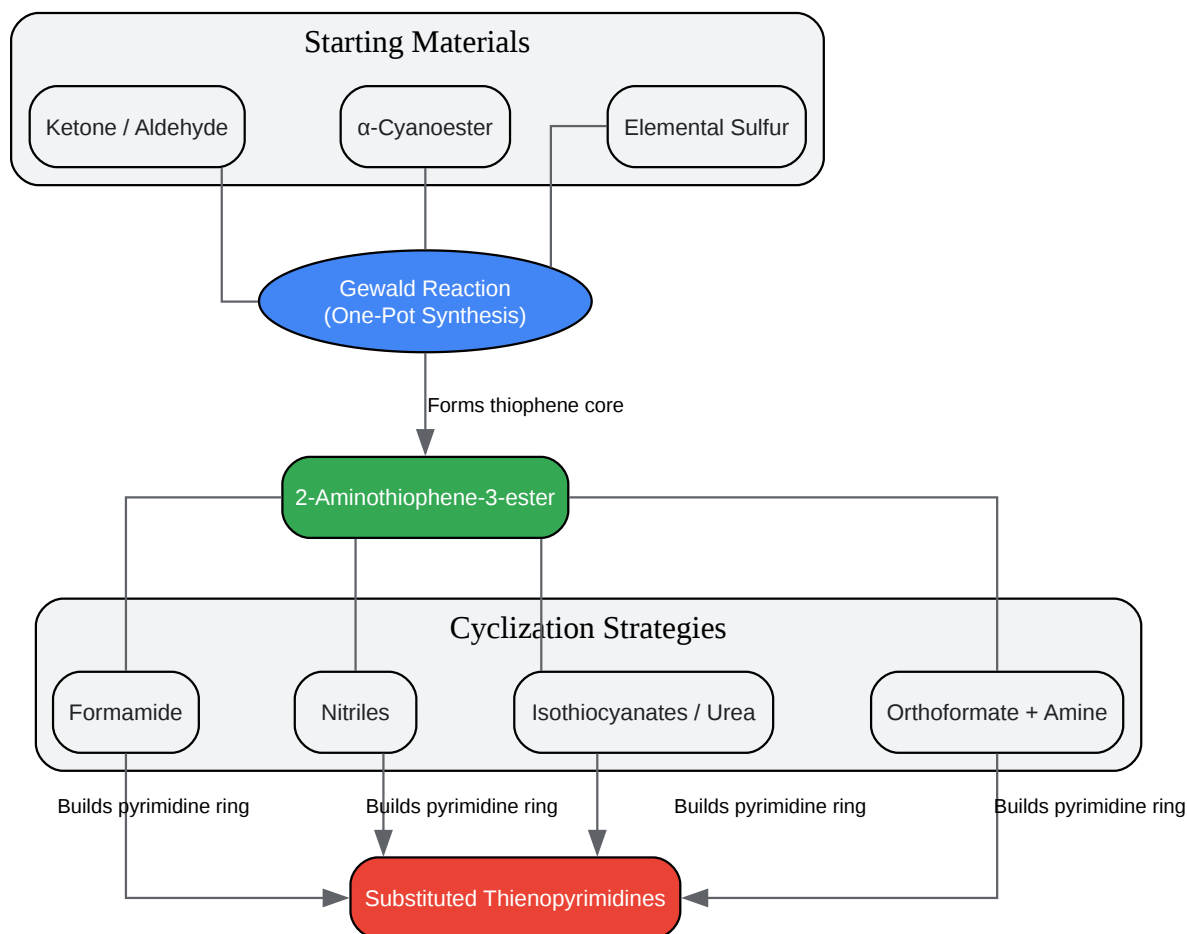 Starting Materials
Ketone / Aldehyde
α-Cyanoester
Elemental Sulfur
Gewald Reaction
(One-Pot Synthesis)
Forms thiophene core
2-Aminothiophene-3-ester
Cyclization Strategies
Formamide
Nitriles
Isothiocyanates / Urea
Orthoformate + Amine
Builds pyrimidine ring
Builds pyrimidine ring
Builds pyrimidine ring
Builds pyrimidine ring
Substituted Thienopyrimidines